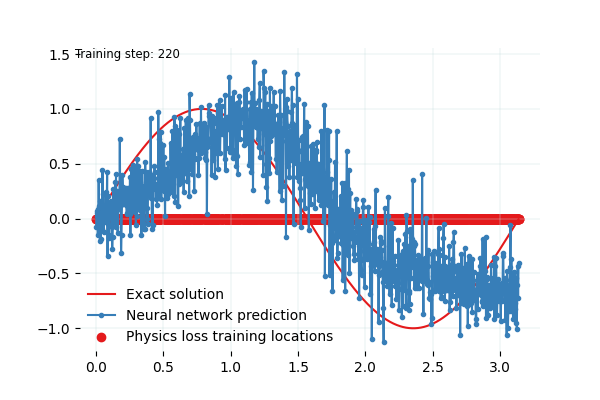 Training step: 220
1.5
1.0
0.5
0.0
−0.5
−1.0
Exact solution
Neural network prediction
Physics loss training locations
0.0 0.5 1.0 1.5 2.0 2.5 3.0